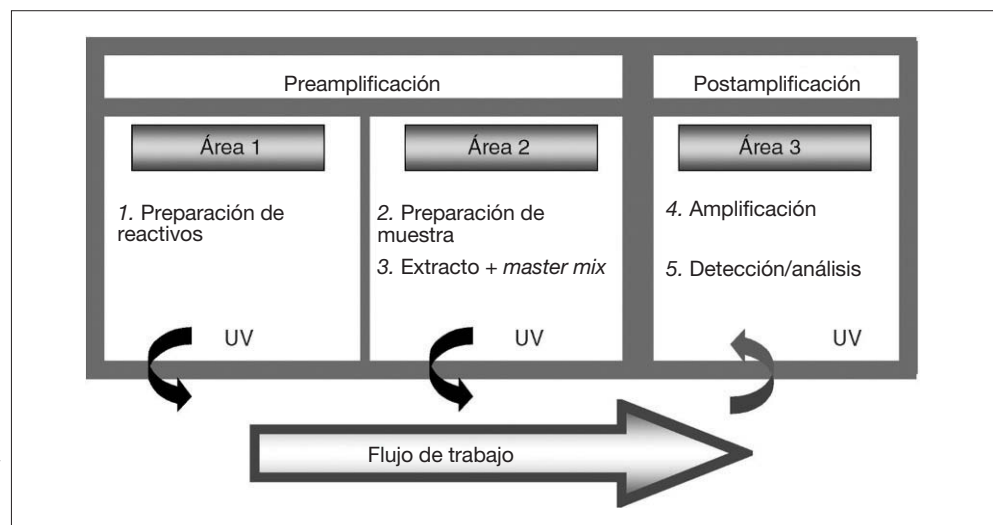 Preamplificación
Postamplificación
Área 1
Área 2
Área 3
1. Preparación de
reactivos
2. Preparación de
muestra
3. Extracto + master mix
4. Amplificación
5. Detección/análisis
UV
UV
UV
Flujo de trabajo